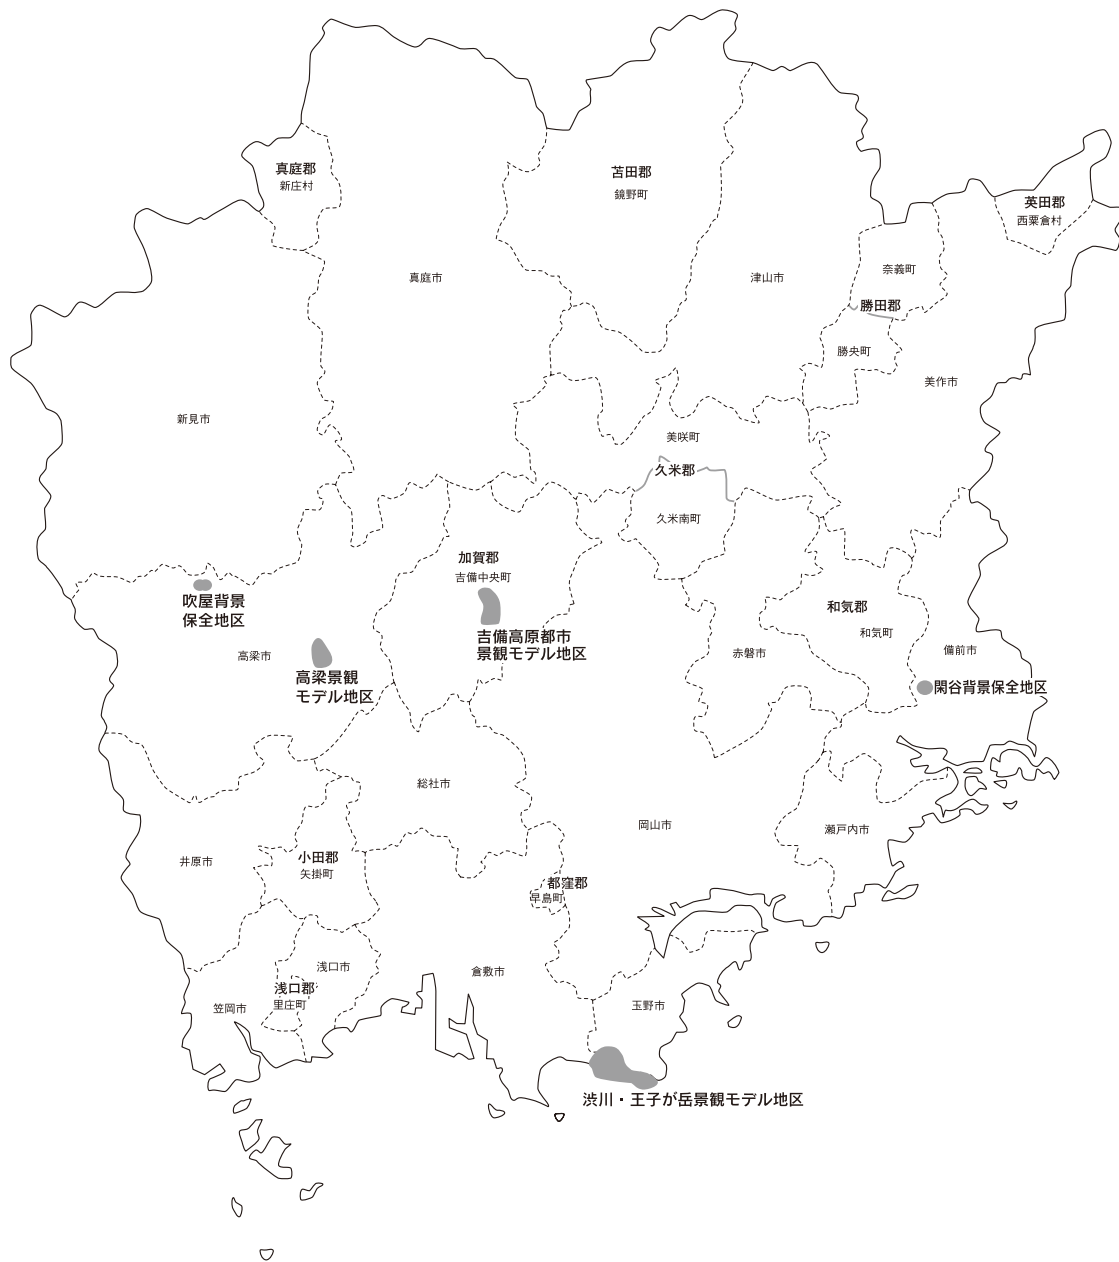 真庭郡
新庄村
苫田郡
鏡野町
英田郡
西粟倉村
真庭市
津山市
奈義町
勝田郡
勝央町
美作市
新見市
美咲町
久米郡
久米南町
加賀郡
吉備中央町
吹屋背景
保全地区
高梁市
高梁景観
モデル地区
吉備高原都市
景観モデル地区
和気郡
和気町
赤磐市
備前市
閑谷背景保全地区
総社市
岡山市
瀬戸内市
井原市
小田郡
矢掛町
都窪郡
早島町
浅口市
浅口郡
里庄町
笠岡市
倉敷市
玉野市
渋川・王子が岳景観モデル地区